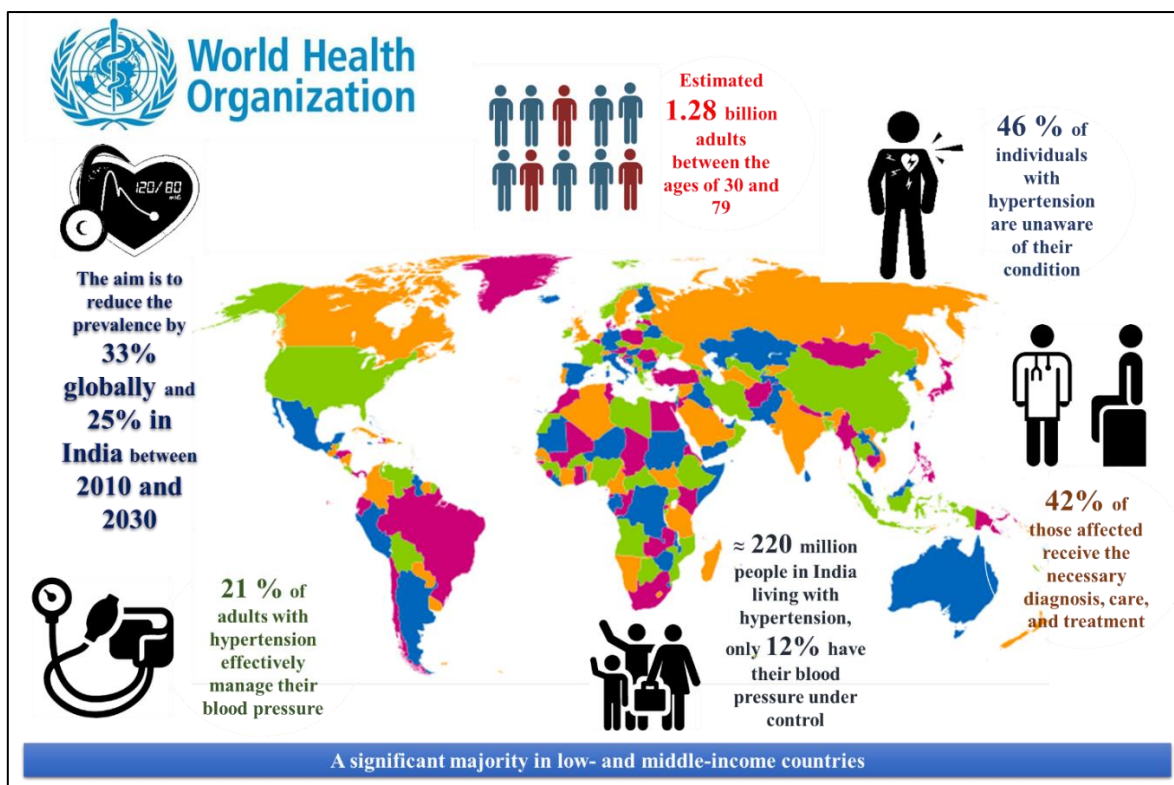 World Health
Organization
Estimated
1.28 billion
adults
between the
ages of 30 and
79
46 % of
individuals
with
hypertension
are unaware
of their
condition
120/80
The aim is to
reduce the
prevalence by
33%
globally and
25% in
India between
2010 and
2030
42% of
those affected
receive the
necessary
diagnosis, care,
and treatment
21 % of
adults with
hypertension
effectively
manage their
blood pressure
≈ 220 million
people in India
living with
hypertension,
only 12% have
their blood
pressure under
control
A significant majority in low- and middle-income countries